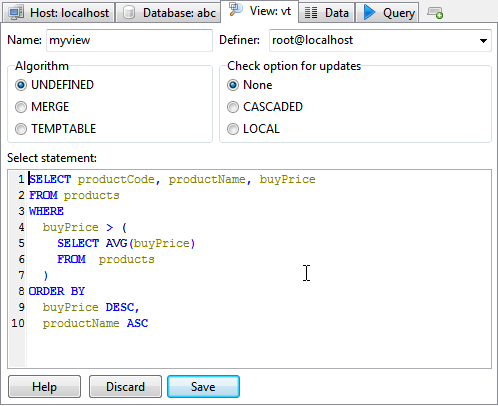 Host: localhost Database: abc View: vt Data Query
Name: myview Definer: root@localhost
Algorithm Check option for updates
UNDEFINED None
MERGE CASCADED
TEMPTABLE LOCAL
Select statement:
1 SELECT productCode, productName, buyPrice
2 FROM products
3 WHERE
4 buyPrice > (
5 SELECT AVG(buyPrice)
6 FROM products
7 )
8 ORDER BY
9 buyPrice DESC,
10 productName ASC
Help Discard Save